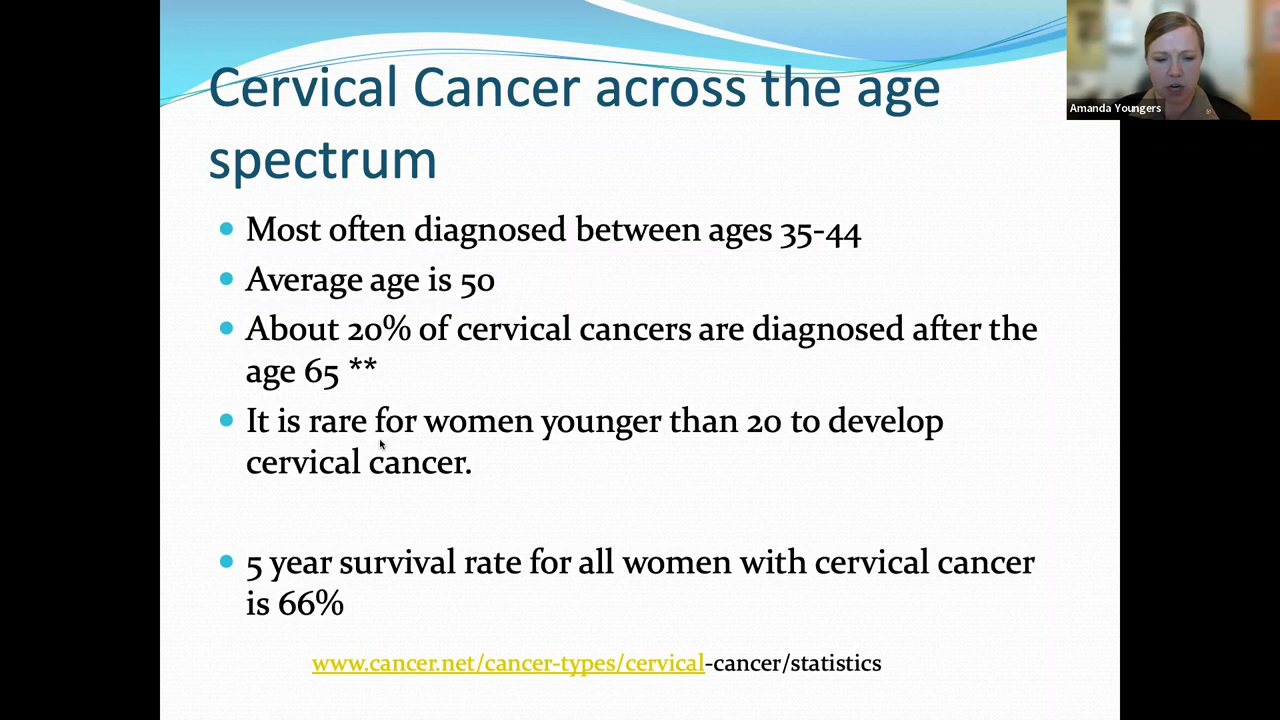 Cervical Cancer across the age
spectrum
Amanda Youngers
Most often diagnosed between ages 35-44
Average age is 50
About 20% of cervical cancers are diagnosed after the
age 65 **
It is rare for women younger than 20 to develop
cervical cancer.
5 year survival rate for all women with cervical cancer
is 66%
www.cancer.net/cancer-types/cervical-cancer/statistics